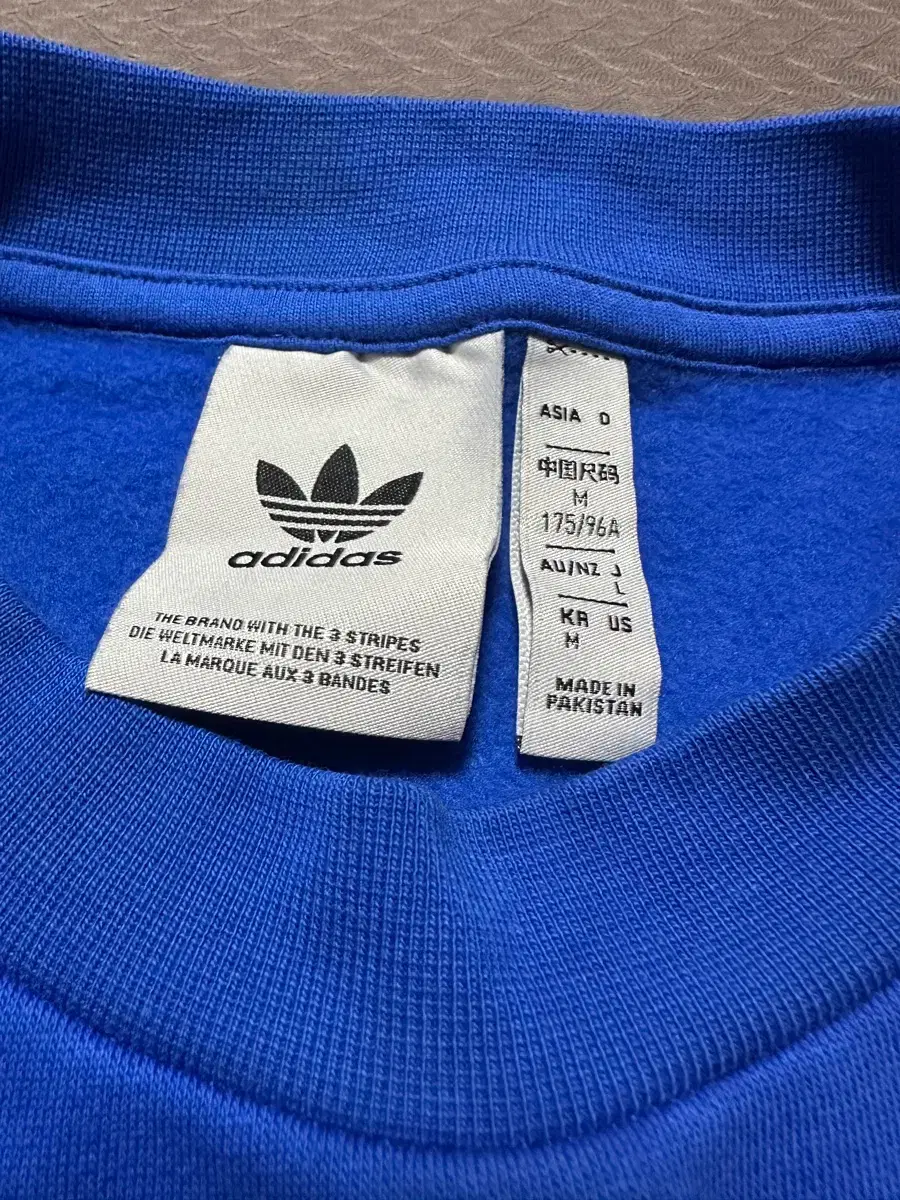 adidas
THE BRAND WITH THE 3 STRIPES
DIE WELTMARKE MIT DEN 3 STREIFEN
LA MARQUE AUX 3 BANDES
ASIA D
中国尺码
M
175/96A
AU/NZ J
L
KR US
M
MADE IN
PAKISTAN